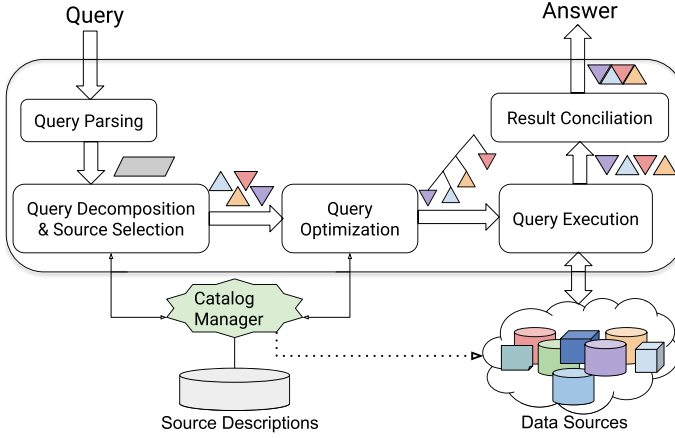 Query
Answer
Query Parsing
Result Conciliation
Query Decomposition
& Source Selection
Query
Optimization
Query Execution
Catalog
Manager
Source Descriptions
Data Sources